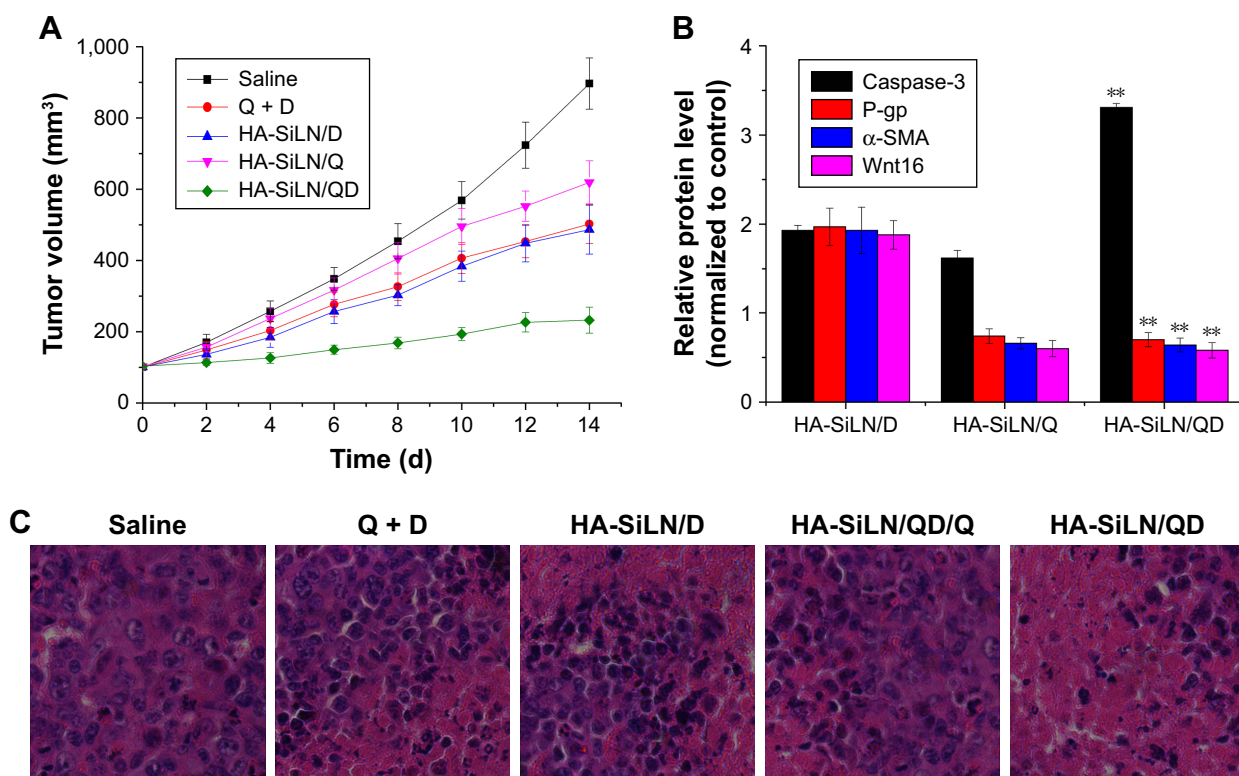 A
1,000
800
600
400
200
0
Tumor volume (mm³)
Saline
Q + D
HA-SiLN/D
HA-SiLN/Q
HA-SiLN/QD
0 2 4 6 8 10 12 14
Time (d)
B
4
3
2
1
0
Relative protein level
(normalized to control)
Caspase-3
P-gp
α-SMA
Wnt16
**
** ** **
HA-SiLN/D HA-SiLN/Q HA-SiLN/QD
C
Saline Q + D HA-SiLN/D HA-SiLN/QD/Q HA-SiLN/QD